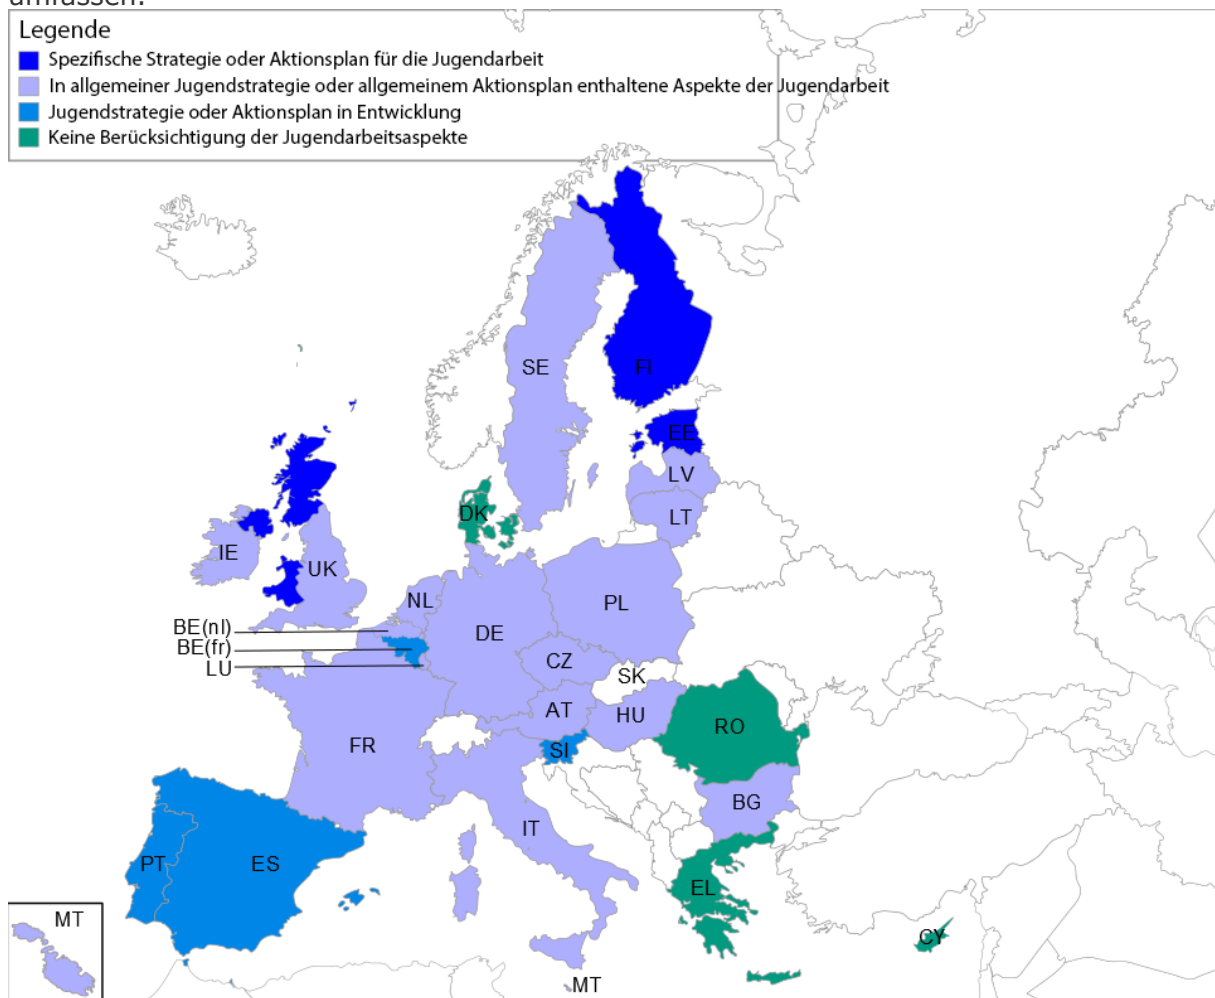 umfassen.
Legende
Spezifische Strategie oder Aktionsplan für die Jugendarbeit
In allgemeiner Jugendstrategie oder allgemeinem Aktionsplan enthaltene Aspekte der Jugendarbeit
Jugendstrategie oder Aktionsplan in Entwicklung
Keine Berücksichtigung der Jugendarbeitsaspekte
SE
FI
EE
LV
DK
LT
IE
UK
NL
PL
BE(nl)
DE
BE(fr)
CZ
LU
SK
AT
HU
RO
FR
SI
BG
IT
PT
ES
EL
MT
CY
MT